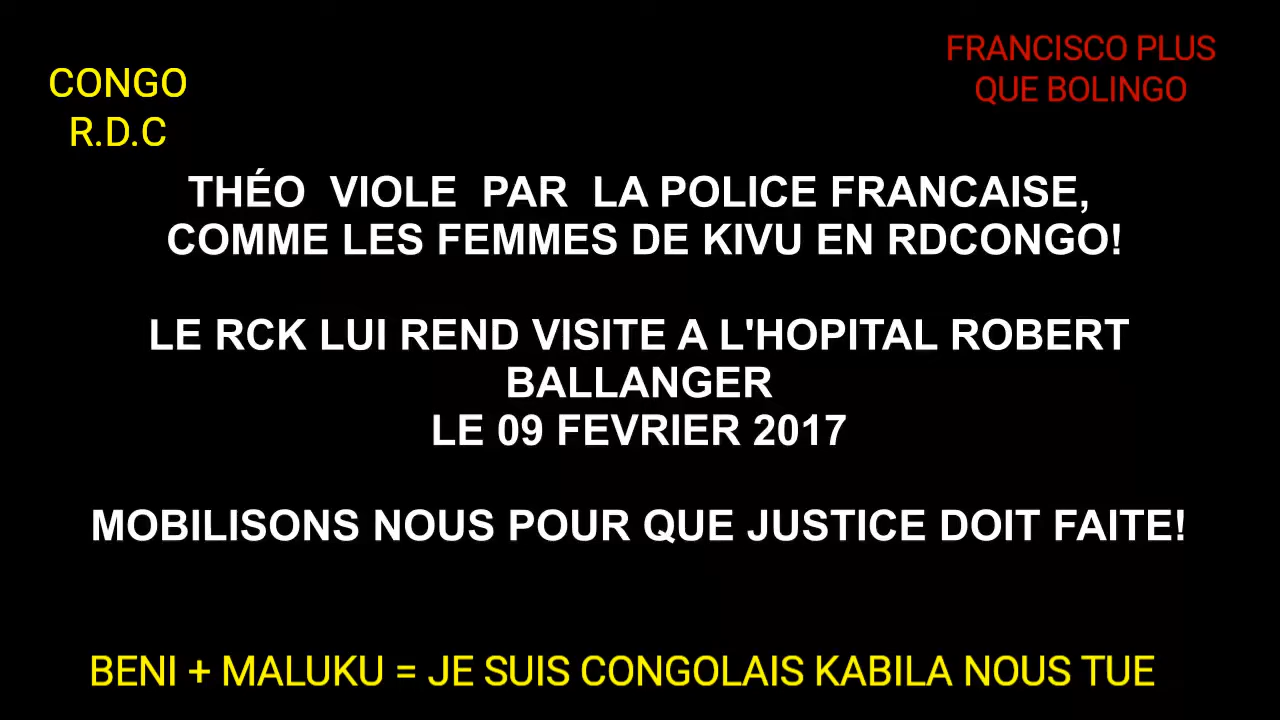 CONGO
R.D.C
FRANCISCO PLUS
QUE BOLINGO
THÉO VIOLE PAR LA POLICE FRANCAISE,
COMME LES FEMMES DE KIVU EN RDCONGO!
LE RCK LUI REND VISITE A L'HOPITAL ROBERT
BALLANGER
LE 09 FEVRIER 2017
MOBILISONS NOUS POUR QUE JUSTICE DOIT FAITE!
BENI + MALUKU = JE SUIS CONGOLAIS KABILA NOUS TUE